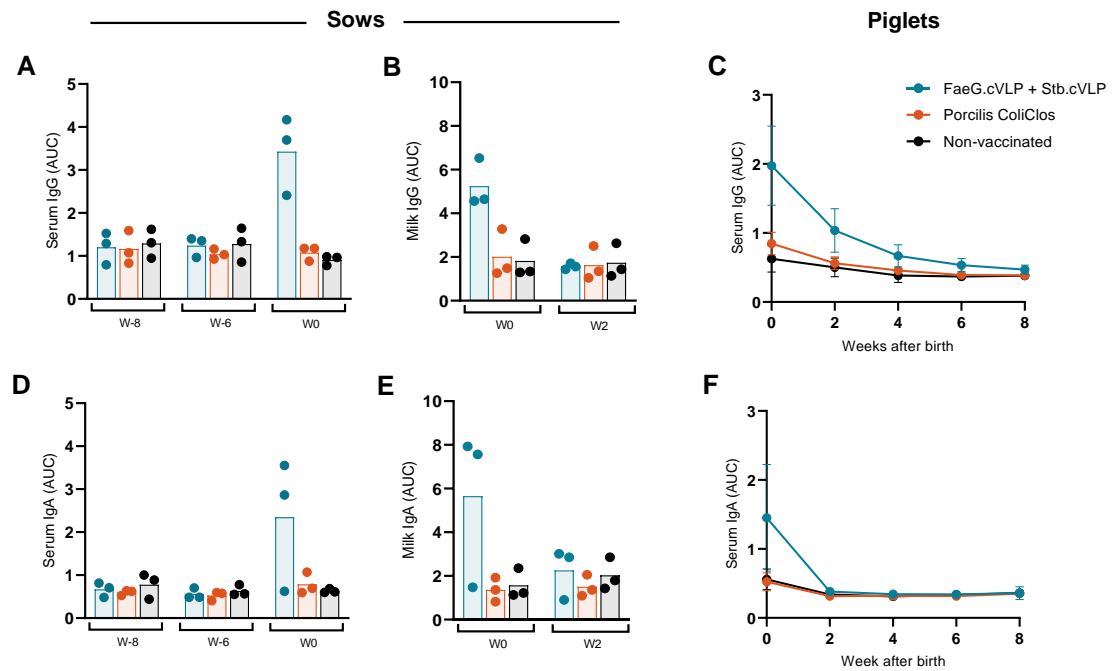 Sows
Piglets
A
Serum IgG (AUC)
5
4
3
2
1
0
W-8
W-6
W0
B
Milk IgG (AUC)
10
8
6
4
2
0
W0
W2
C
FaeG.cVLP + Stb.cVLP
Porcilis ColiClos
Non-vaccinated
Serum IgG (AUC)
3
2
1
0
0 2 4 6 8
Weeks after birth
D
Serum IgA (AUC)
5
4
3
2
1
0
W-8
W-6
W0
E
Milk IgA (AUC)
10
8
6
4
2
0
W0
W2
F
Serum IgA (AUC)
3
2
1
0
0 2 4 6 8
Week after birth